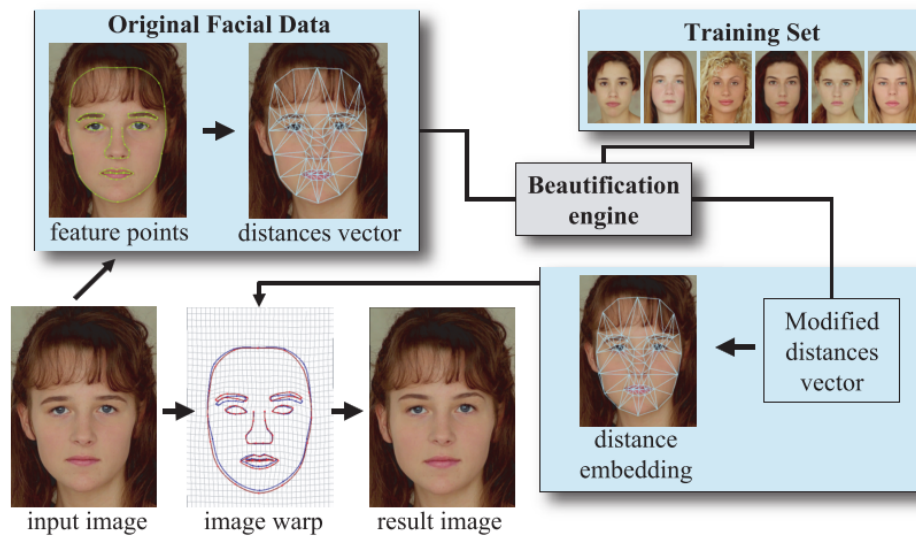 Original Facial Data
feature points
distances vector
Training Set
Beautification
engine
Modified
distances
vector
distance
embedding
input image
image warp
result image